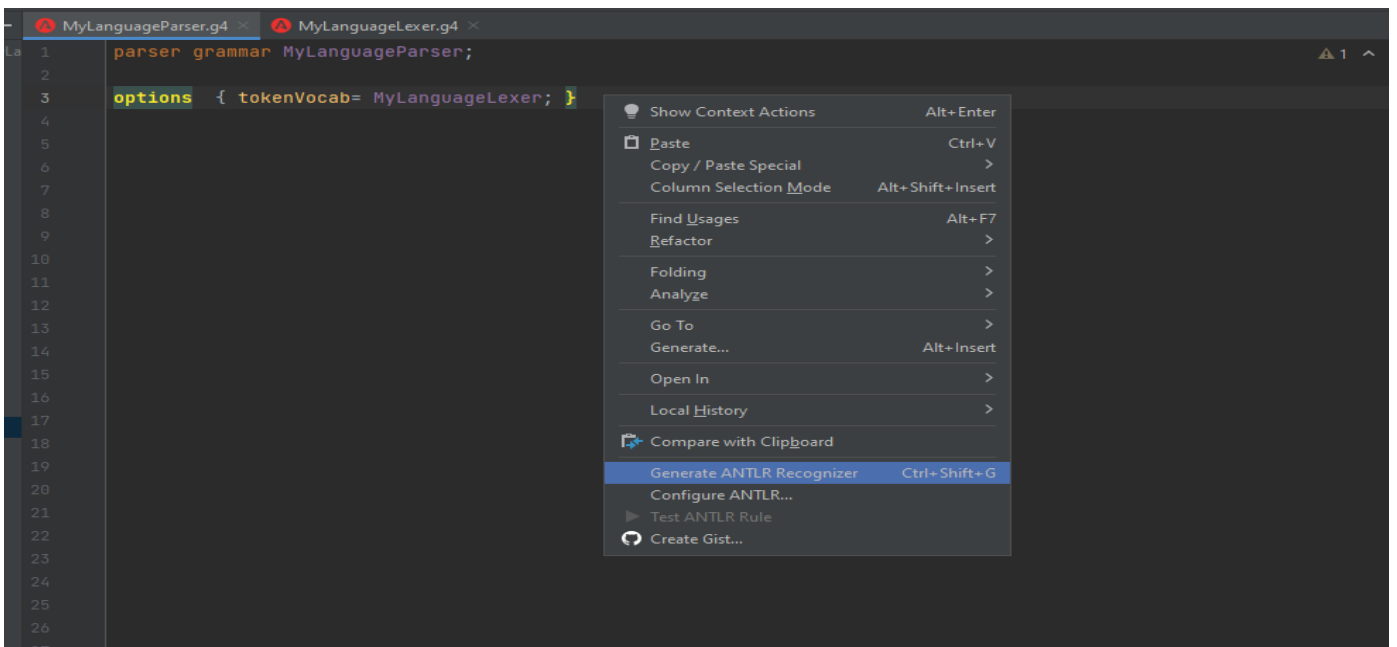 MyLanguageParser.g4 MyLanguageLexer.g4
La 1 parser grammar MyLanguageParser; 1
2
3 options { tokenVocab= MyLanguageLexer; }
Show Context Actions Alt+Enter
4
5 Paste Ctrl+V
6 Copy / Paste Special
7 Column Selection Mode Alt+Shift+Insert
8 Find Usages Alt+F7
9 Refactor
10
11 Folding
12 Analyze
13 Go To
14 Generate... Alt+Insert
15 Open In
16
17 Local History
18 Compare with Clipboard
19 Generate ANTLR Recognizer Ctrl+Shift+G
20 Configure ANTLR...
21 Test ANTLR Rule
22 Create Gist...
23
24
25
26